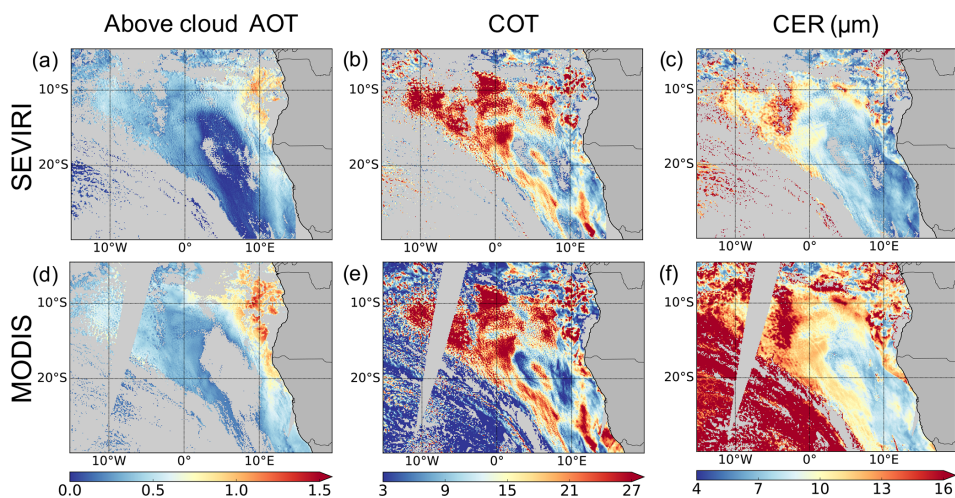 Above cloud AOT COT CER (µm)
SEVIRI
(a) (b) (c)
10°S 10°S 10°S
20°S 20°S 20°S
10°W 0° 10°E 10°W 0° 10°E 10°W 0° 10°E
MODIS
(d) (e) (f)
10°S 10°S 10°S
20°S 20°S 20°S
10°W 0° 10°E 10°W 0° 10°E 10°W 0° 10°E
0.0 0.5 1.0 1.5 3 9 15 21 27 4 7 10 13 16